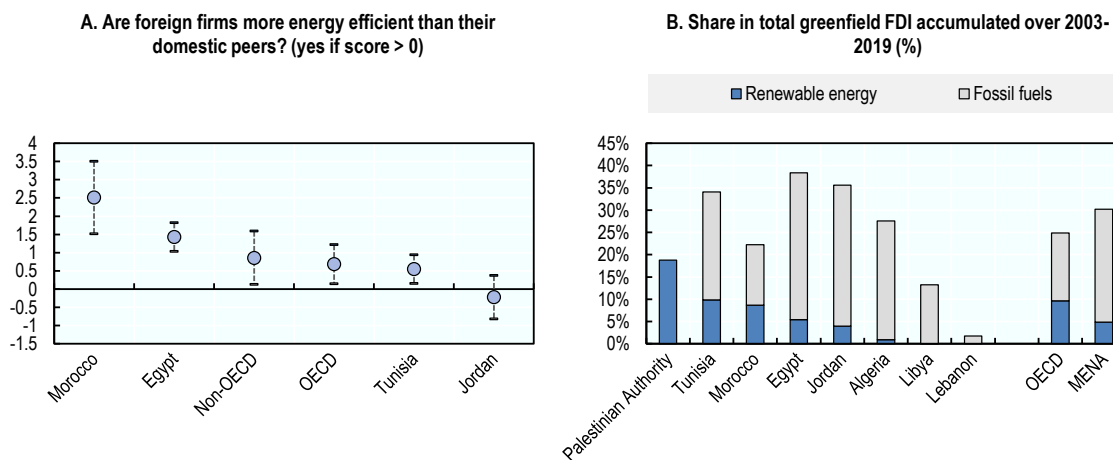 A. Are foreign firms more energy efficient than their
domestic peers? (yes if score > 0)
4
3.5
3
2.5
2
1.5
1
0.5
0
-0.5
-1
-1.5
Morocco
Egypt
Non-OECD
OECD
Tunisia
Jordan
B. Share in total greenfield FDI accumulated over 2003-
2019 (%)
Renewable energy
Fossil fuels
45%
40%
35%
30%
25%
20%
15%
10%
5%
0%
Palestinian Authority
Tunisia
Morocco
Egypt
Jordan
Algeria
Libya
Lebanon
OECD
MENA